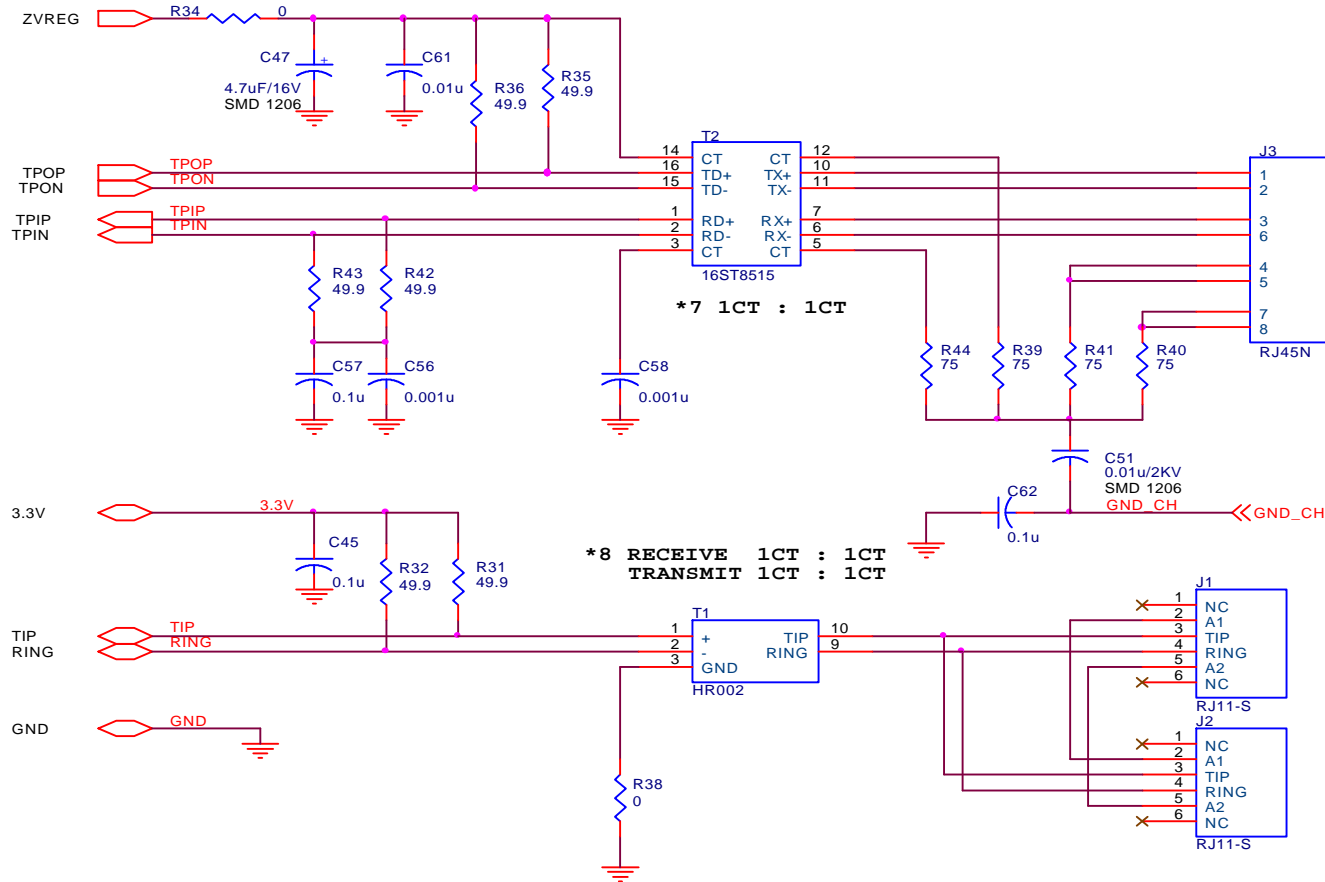 ZVREG
R34
0
C47
+
4.7uF/16V
SMD 1206
C61
0.01u
R36
49.9
R35
49.9
TPOP
TPON
TPOP
TPON
TPIP
TPIN
TPIP
TPIN
T2
14
16
15
1
2
3
CT
TD+
TD-
RD+
RD-
CT
CT
TX+
TX-
RX+
RX-
CT
12
10
11
7
6
5
16ST8515
*7 1CT : 1CT
J3
1
2
3
6
4
5
7
8
RJ45N
R43
49.9
R42
49.9
C57
0.1u
C56
0.001u
C58
0.001u
R44
75
R39
75
R41
75
R40
75
C51
0.01u/2KV
SMD 1206
GND_CH
GND_CH
C62
0.1u
3.3V
3.3V
C45
0.1u
R32
49.9
R31
49.9
*8 RECEIVE 1CT : 1CT
TRANSMIT 1CT : 1CT
TIP
RING
TIP
RING
T1
1
2
3
+
-
GND
TIP
RING
10
9
HR002
GND
GND
R38
0
J1
1
2
3
4
5
6
NC
A1
TIP
RING
A2
NC
RJ11-S
J2
1
2
3
4
5
6
NC
A1
TIP
RING
A2
NC
RJ11-S